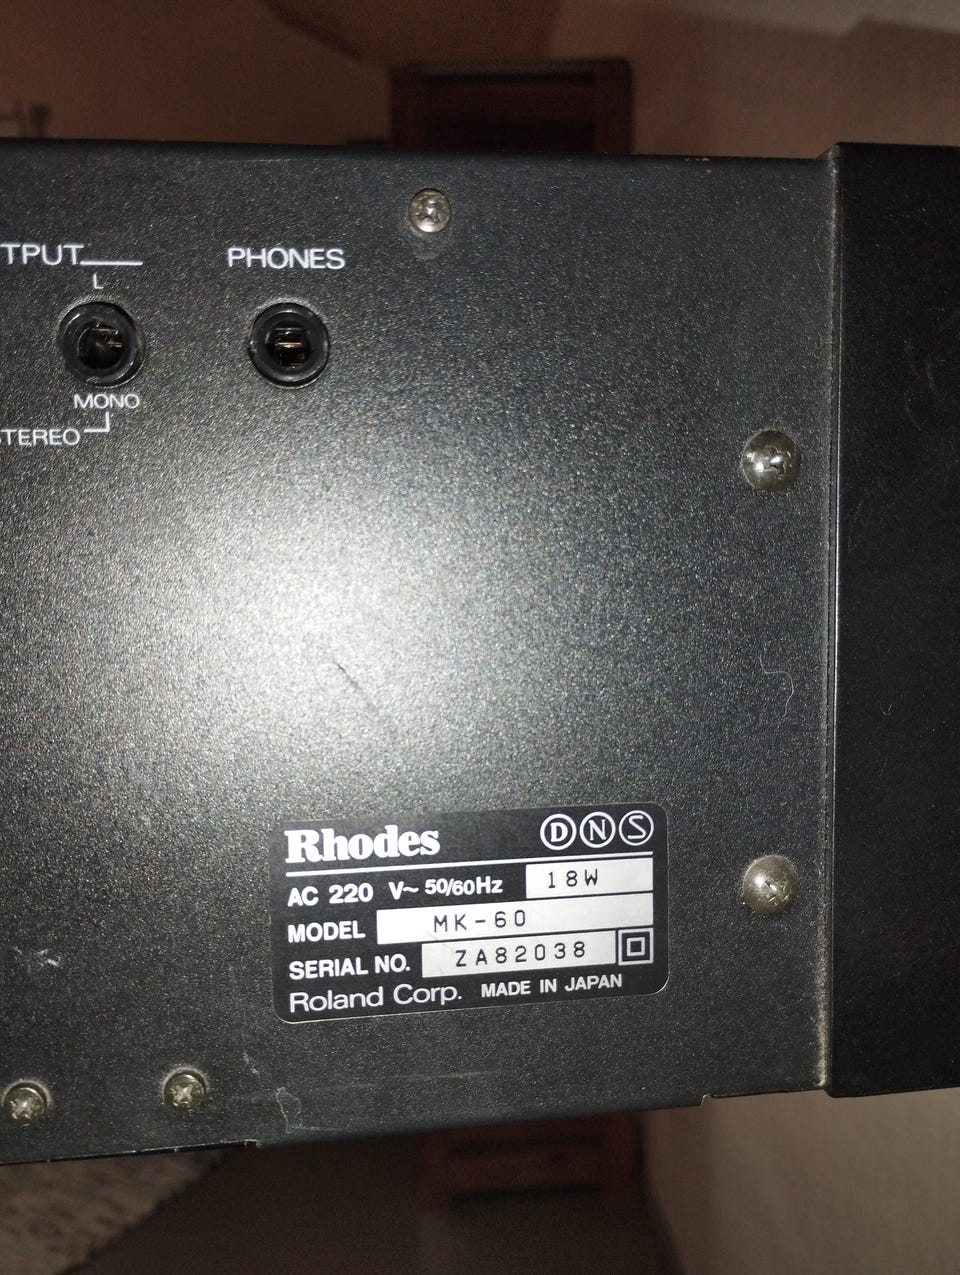 TPUT
L
PHONES
MONO
STEREO
Rhodes D N S
AC 220 V~ 50/60Hz 18W
MODEL MK-60
SERIAL NO. ZA82038
Roland Corp. MADE IN JAPAN